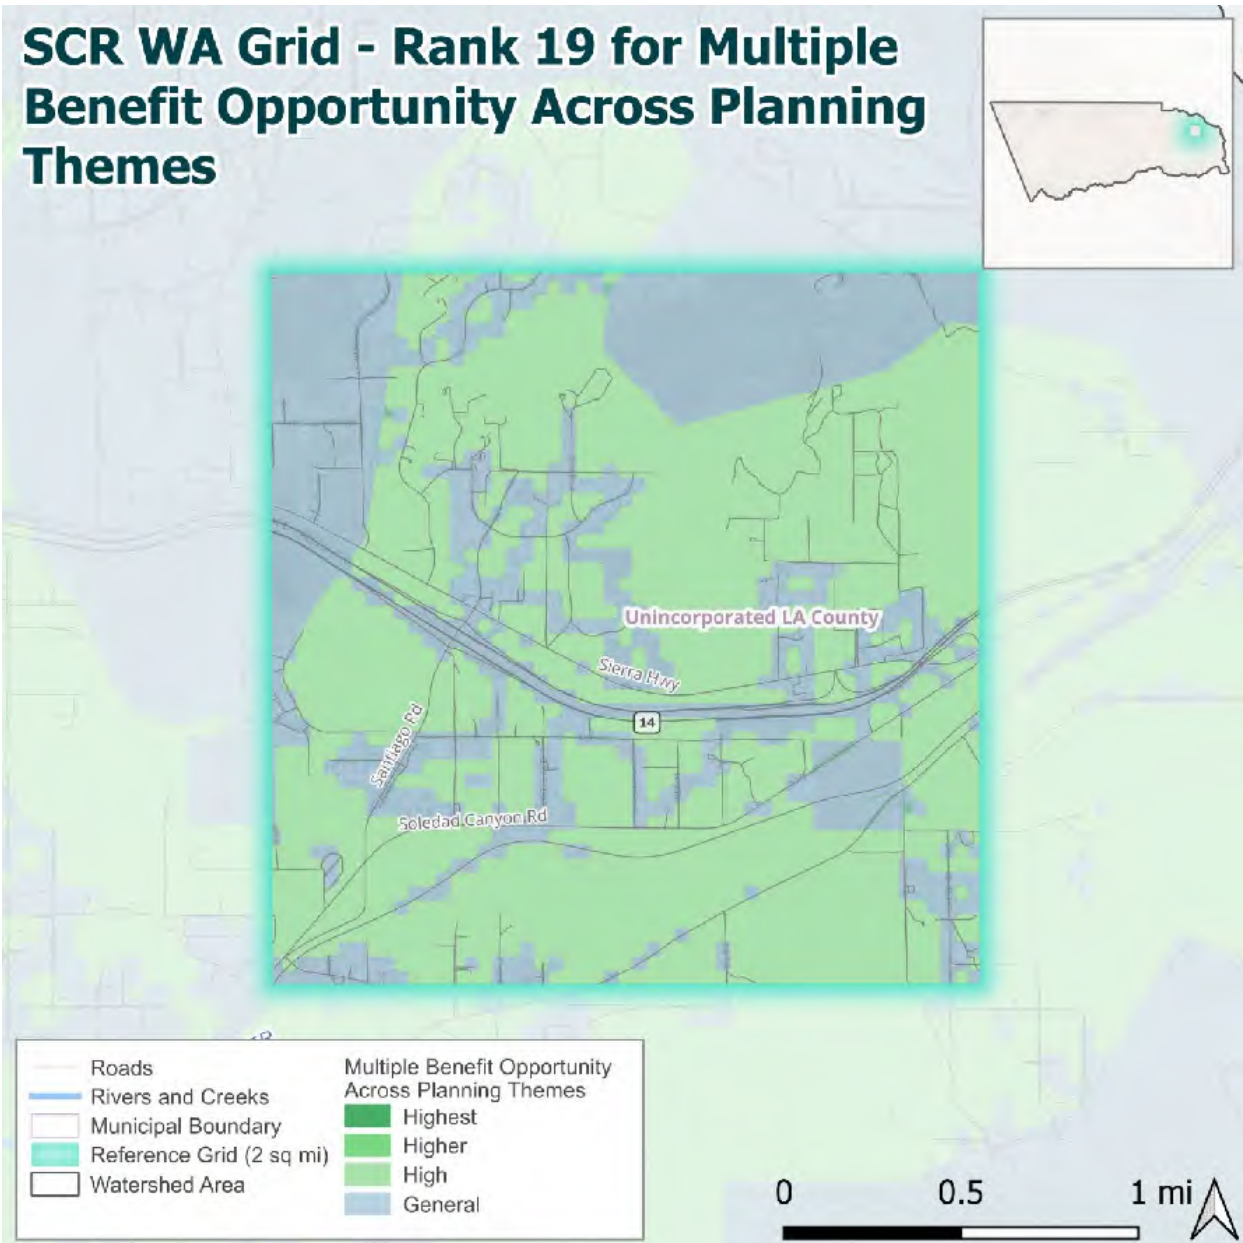 SCR WA Grid - Rank 19 for Multiple
Benefit Opportunity Across Planning
Themes
Unincorporated LA County
Sierra Hwy
14
Santiago Rd
Soledad Canyon Rd
Roads
Rivers and Creeks
Municipal Boundary
Reference Grid (2 sq mi)
Watershed Area
Multiple Benefit Opportunity
Across Planning Themes
Highest
Higher
High
General
0 0.5 1 mi